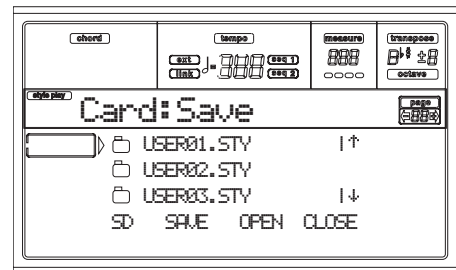 chord tempo measure transpose
ext link seq 1 seq 2 octave
style play Card:Save page
USER01.STY
USER02.STY
USER03.STY
SD SAVE OPEN CLOSE